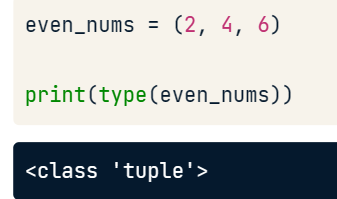 even_nums = (2, 4, 6)
print(type(even_nums))
<class 'tuple'>